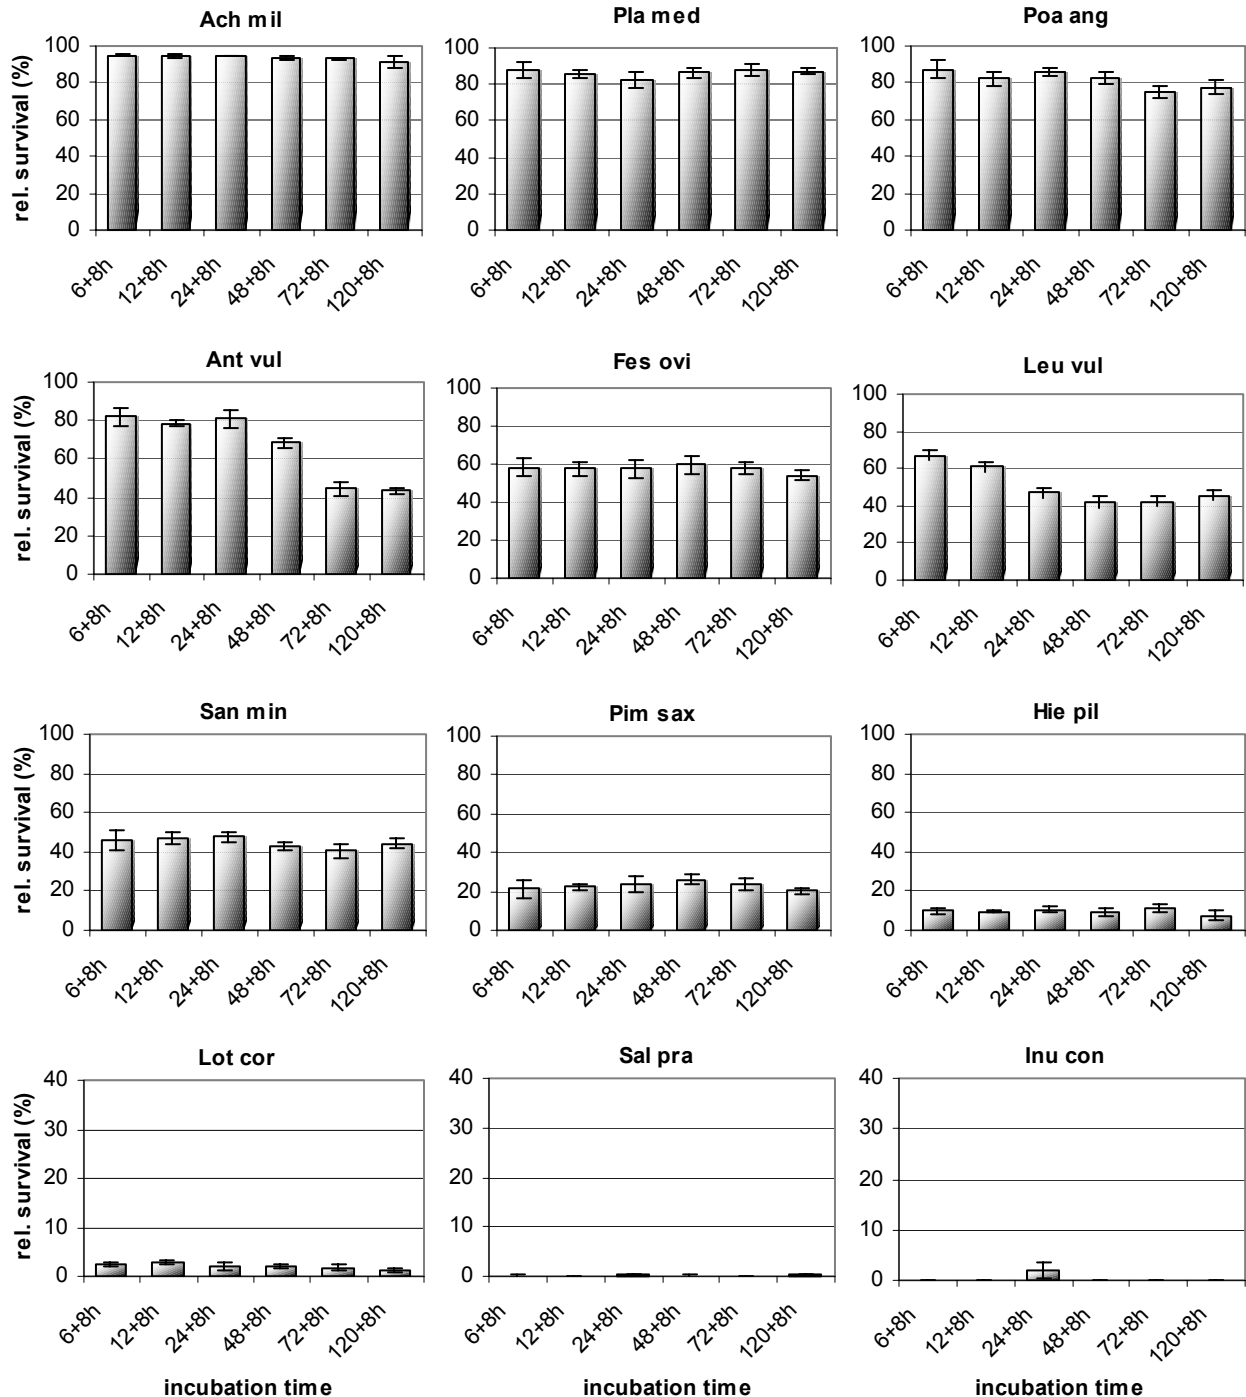 Ach mil
rel. survival (%)
100
80
60
40
20
0
6+8h
12+8h
24+8h
48+8h
72+8h
120+8h
Pla med
100
80
60
40
20
0
6+8h
12+8h
24+8h
48+8h
72+8h
120+8h
Poa ang
100
80
60
40
20
0
6+8h
12+8h
24+8h
48+8h
72+8h
120+8h
Ant vul
rel. survival (%)
100
80
60
40
20
0
6+8h
12+8h
24+8h
48+8h
72+8h
120+8h
Fes ovi
100
80
60
40
20
0
6+8h
12+8h
24+8h
48+8h
72+8h
120+8h
Leu vul
100
80
60
40
20
0
6+8h
12+8h
24+8h
48+8h
72+8h
120+8h
San min
rel. survival (%)
100
80
60
40
20
0
6+8h
12+8h
24+8h
48+8h
72+8h
120+8h
Pim sax
100
80
60
40
20
0
6+8h
12+8h
24+8h
48+8h
72+8h
120+8h
Hie pil
100
80
60
40
20
0
6+8h
12+8h
24+8h
48+8h
72+8h
120+8h
Lot cor
rel. survival (%)
40
30
20
10
0
6+8h
12+8h
24+8h
48+8h
72+8h
120+8h
incubation time
Sal pra
40
30
20
10
0
6+8h
12+8h
24+8h
48+8h
72+8h
120+8h
incubation time
Inu con
40
30
20
10
0
6+8h
12+8h
24+8h
48+8h
72+8h
120+8h
incubation time